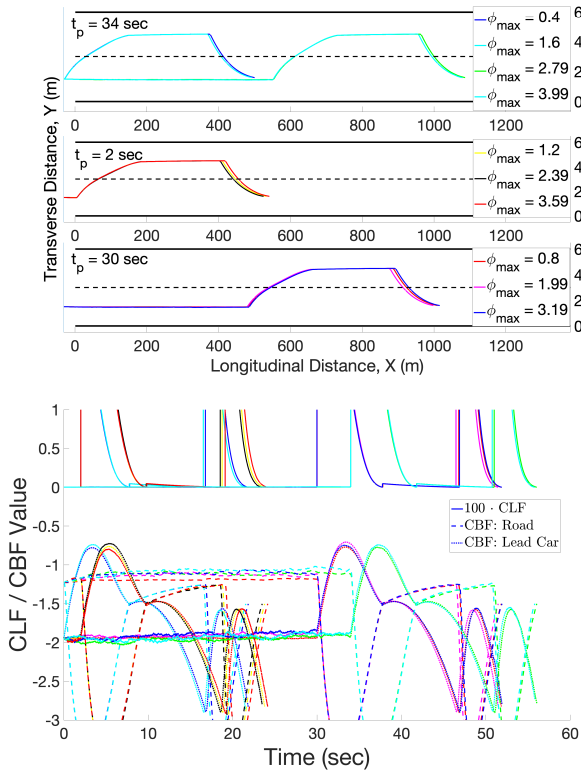 t_p = 34 sec
6
4
2
0
ϕ_max = 0.4
ϕ_max = 1.6
ϕ_max = 2.79
ϕ_max = 3.99
0
200
400
600
800
1000
1200
t_p = 2 sec
6
4
2
0
ϕ_max = 1.2
ϕ_max = 2.39
ϕ_max = 3.59
0
200
400
600
800
1000
1200
t_p = 30 sec
6
4
2
0
ϕ_max = 0.8
ϕ_max = 1.99
ϕ_max = 3.19
0
200
400
600
800
1000
1200
Transverse Distance, Y (m)
Longitudinal Distance, X (m)
1
0.5
0
-0.5
-1
-1.5
-2
-2.5
-3
CLF / CBF Value
100 · CLF
CBF: Road
CBF: Lead Car
0
10
20
30
40
50
60
Time (sec)